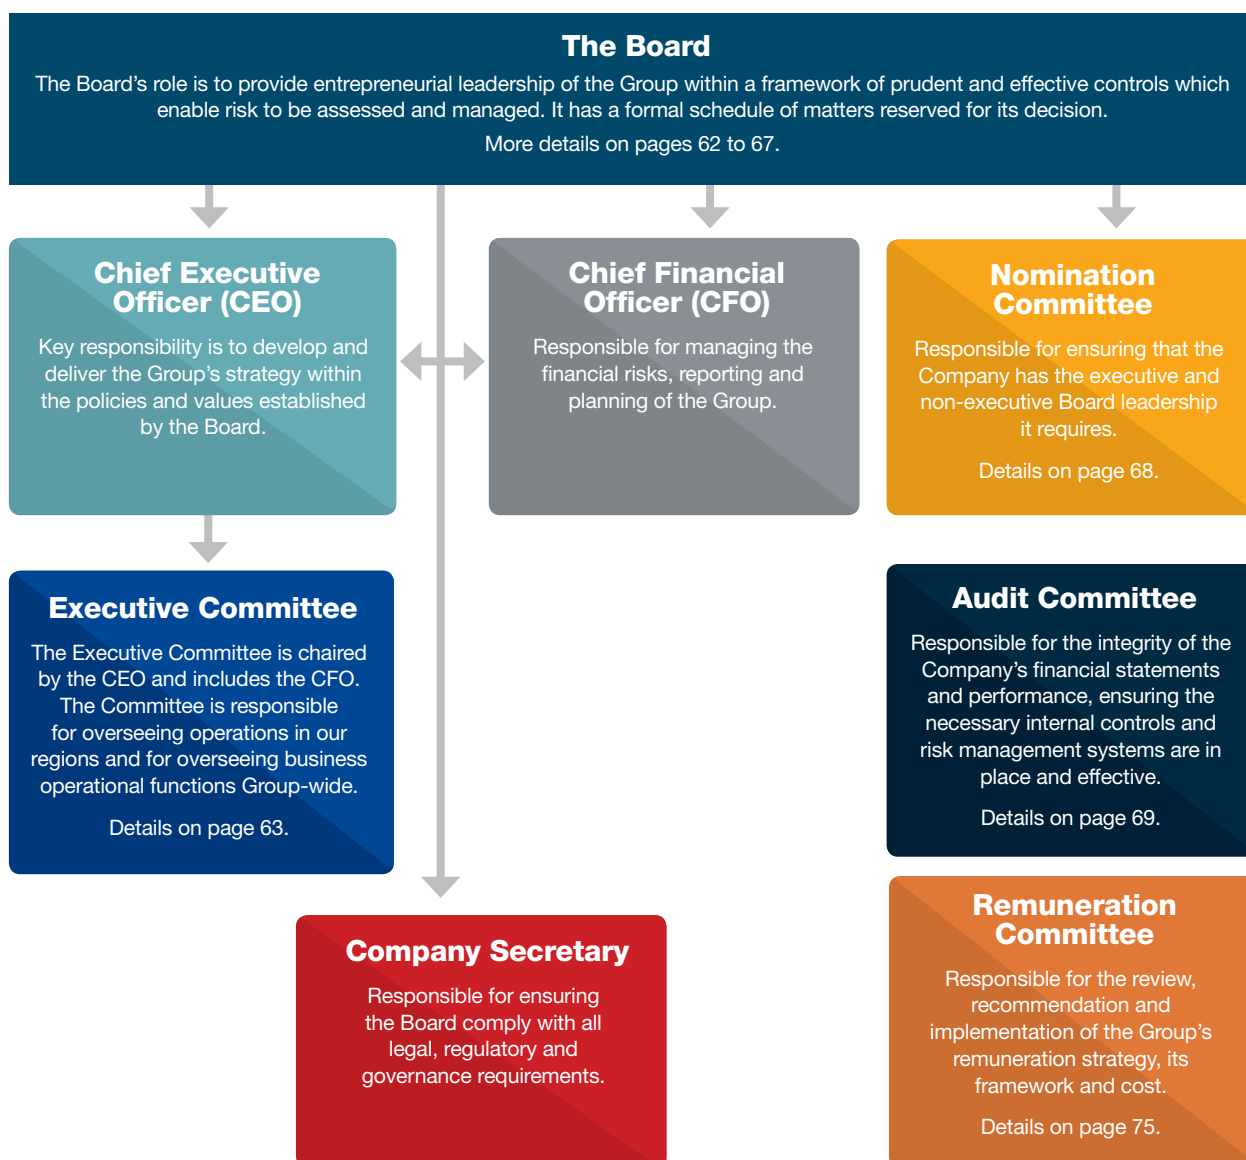 The Board
The Board’s role is to provide entrepreneurial leadership of the Group within a framework of prudent and effective controls which
enable risk to be assessed and managed. It has a formal schedule of matters reserved for its decision.
More details on pages 62 to 67.
Chief Executive
Officer (CEO)
Key responsibility is to develop and
deliver the Group’s strategy within
the policies and values established
by the Board.
Chief Financial
Officer (CFO)
Responsible for managing the
financial risks, reporting and
planning of the Group.
Nomination
Committee
Responsible for ensuring that the
Company has the executive and
non-executive Board leadership
it requires.
Details on page 68.
Executive Committee
The Executive Committee is chaired
by the CEO and includes the CFO.
The Committee is responsible
for overseeing operations in our
regions and for overseeing business
operational functions Group-wide.
Details on page 63.
Audit Committee
Responsible for the integrity of the
Company’s financial statements
and performance, ensuring the
necessary internal controls and
risk management systems are in
place and effective.
Details on page 69.
Company Secretary
Responsible for ensuring
the Board comply with all
legal, regulatory and
governance requirements.
Remuneration
Committee
Responsible for the review,
recommendation and
implementation of the Group’s
remuneration strategy, its
framework and cost.
Details on page 75.